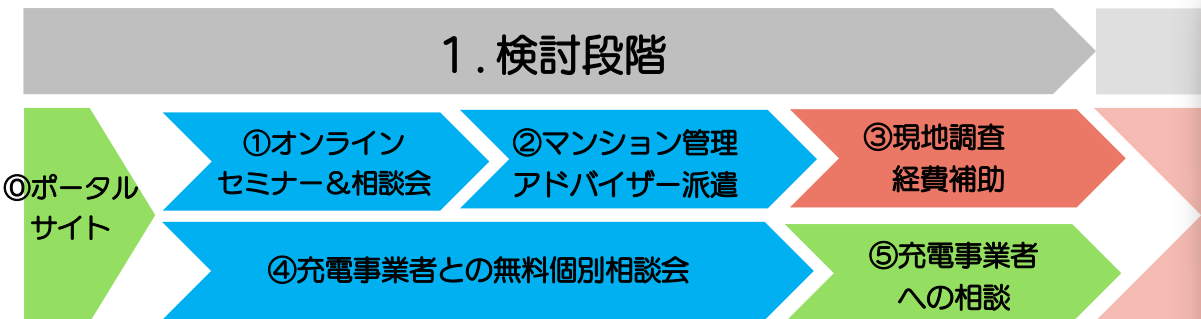 1.検討段階
⓪ポータル
サイト
①オンライン
セミナー＆相談会
②マンション管理
アドバイザー派遣
③現地調査
経費補助
④充電事業者との無料個別相談会
⑤充電事業者
への相談